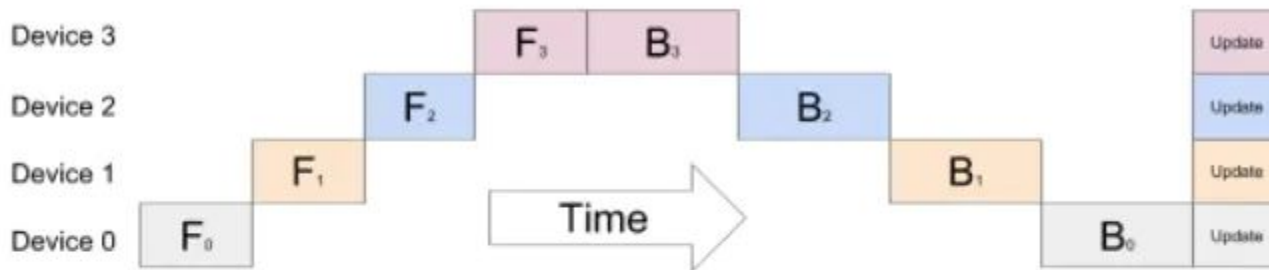 Device 3 F₃ B₃ Update
Device 2 F₂ B₂ Update
Device 1 F₁ B₁ Update
Time
Device 0 F₀ B₀ Update